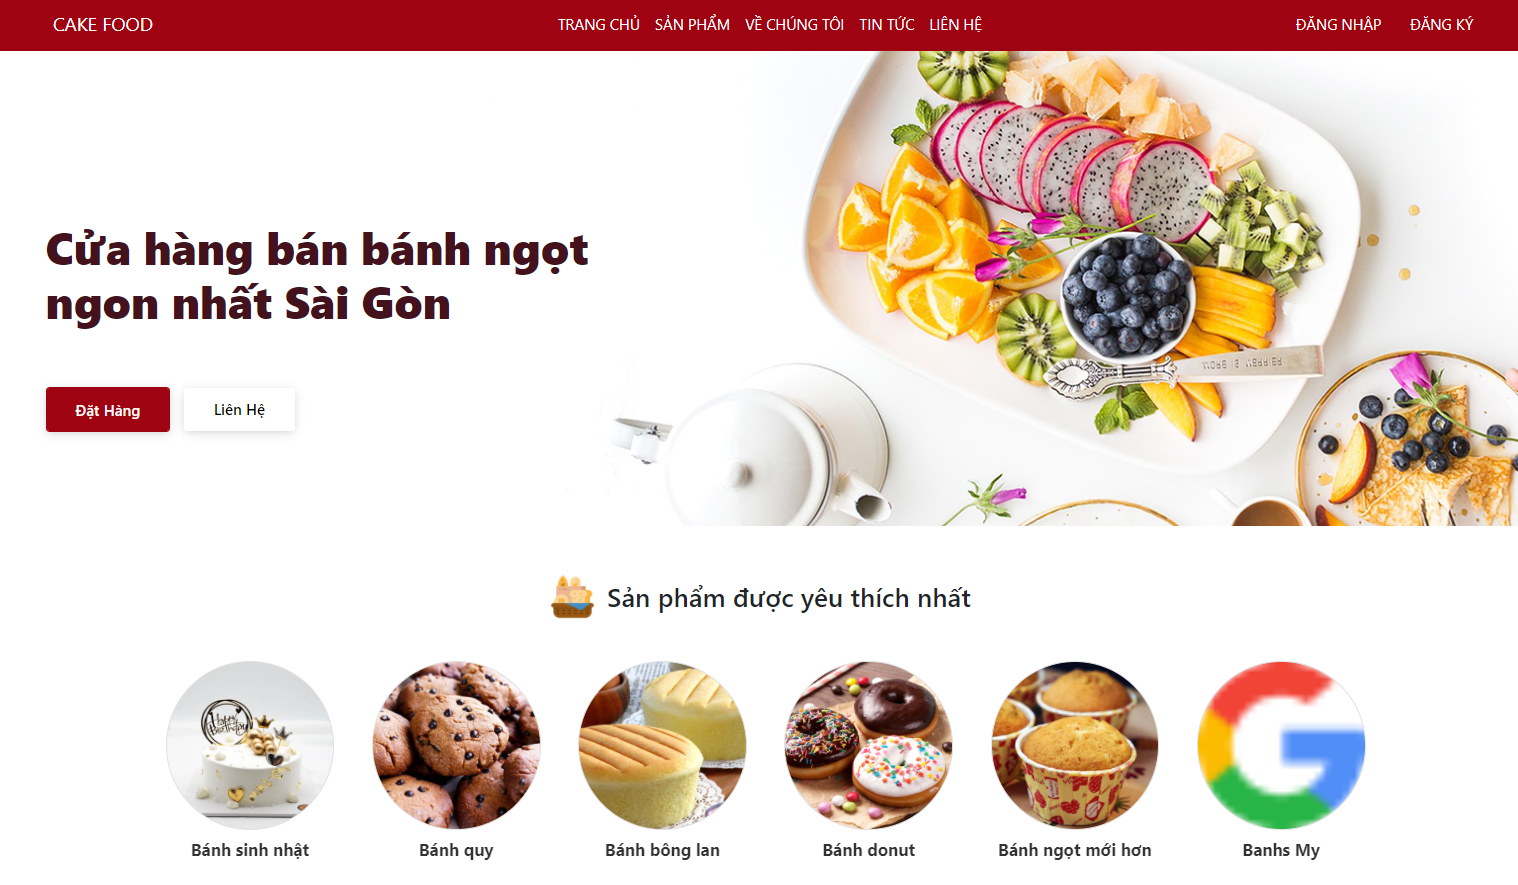 CAKE FOOD
TRANG CHỦ SẢN PHẨM VỀ CHÚNG TÔI TIN TỨC LIÊN HỆ
ĐĂNG NHẬP ĐĂNG KÝ
Cửa hàng bán bánh ngọt
ngon nhất Sài Gòn
Đặt Hàng
Liên Hệ
Sản phẩm được yêu thích nhất
Happy
Birthday
Bánh sinh nhật
Bánh quy
Bánh bông lan
Bánh donut
Bánh ngọt mới hơn
Banhs My